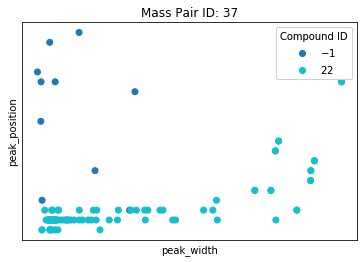 Mass Pair ID: 37
Compound ID
−1
22
peak_position
peak_width